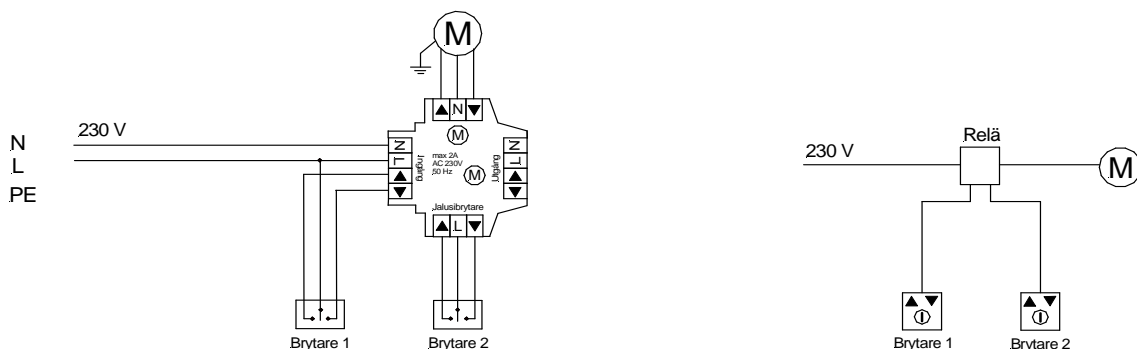 M
▲ N ▼
M
230 V
N
L
PE
N
L
▲
▼
Ingång
max 2A
AC 230V
50 Hz
M
Utgång
N
L
▲
▼
Jalusibrytare
▲ L ▼
Brytare 1
Brytare 2
Relä
230 V
M
▲ ▼
▲ ▼
Brytare 1
Brytare 2